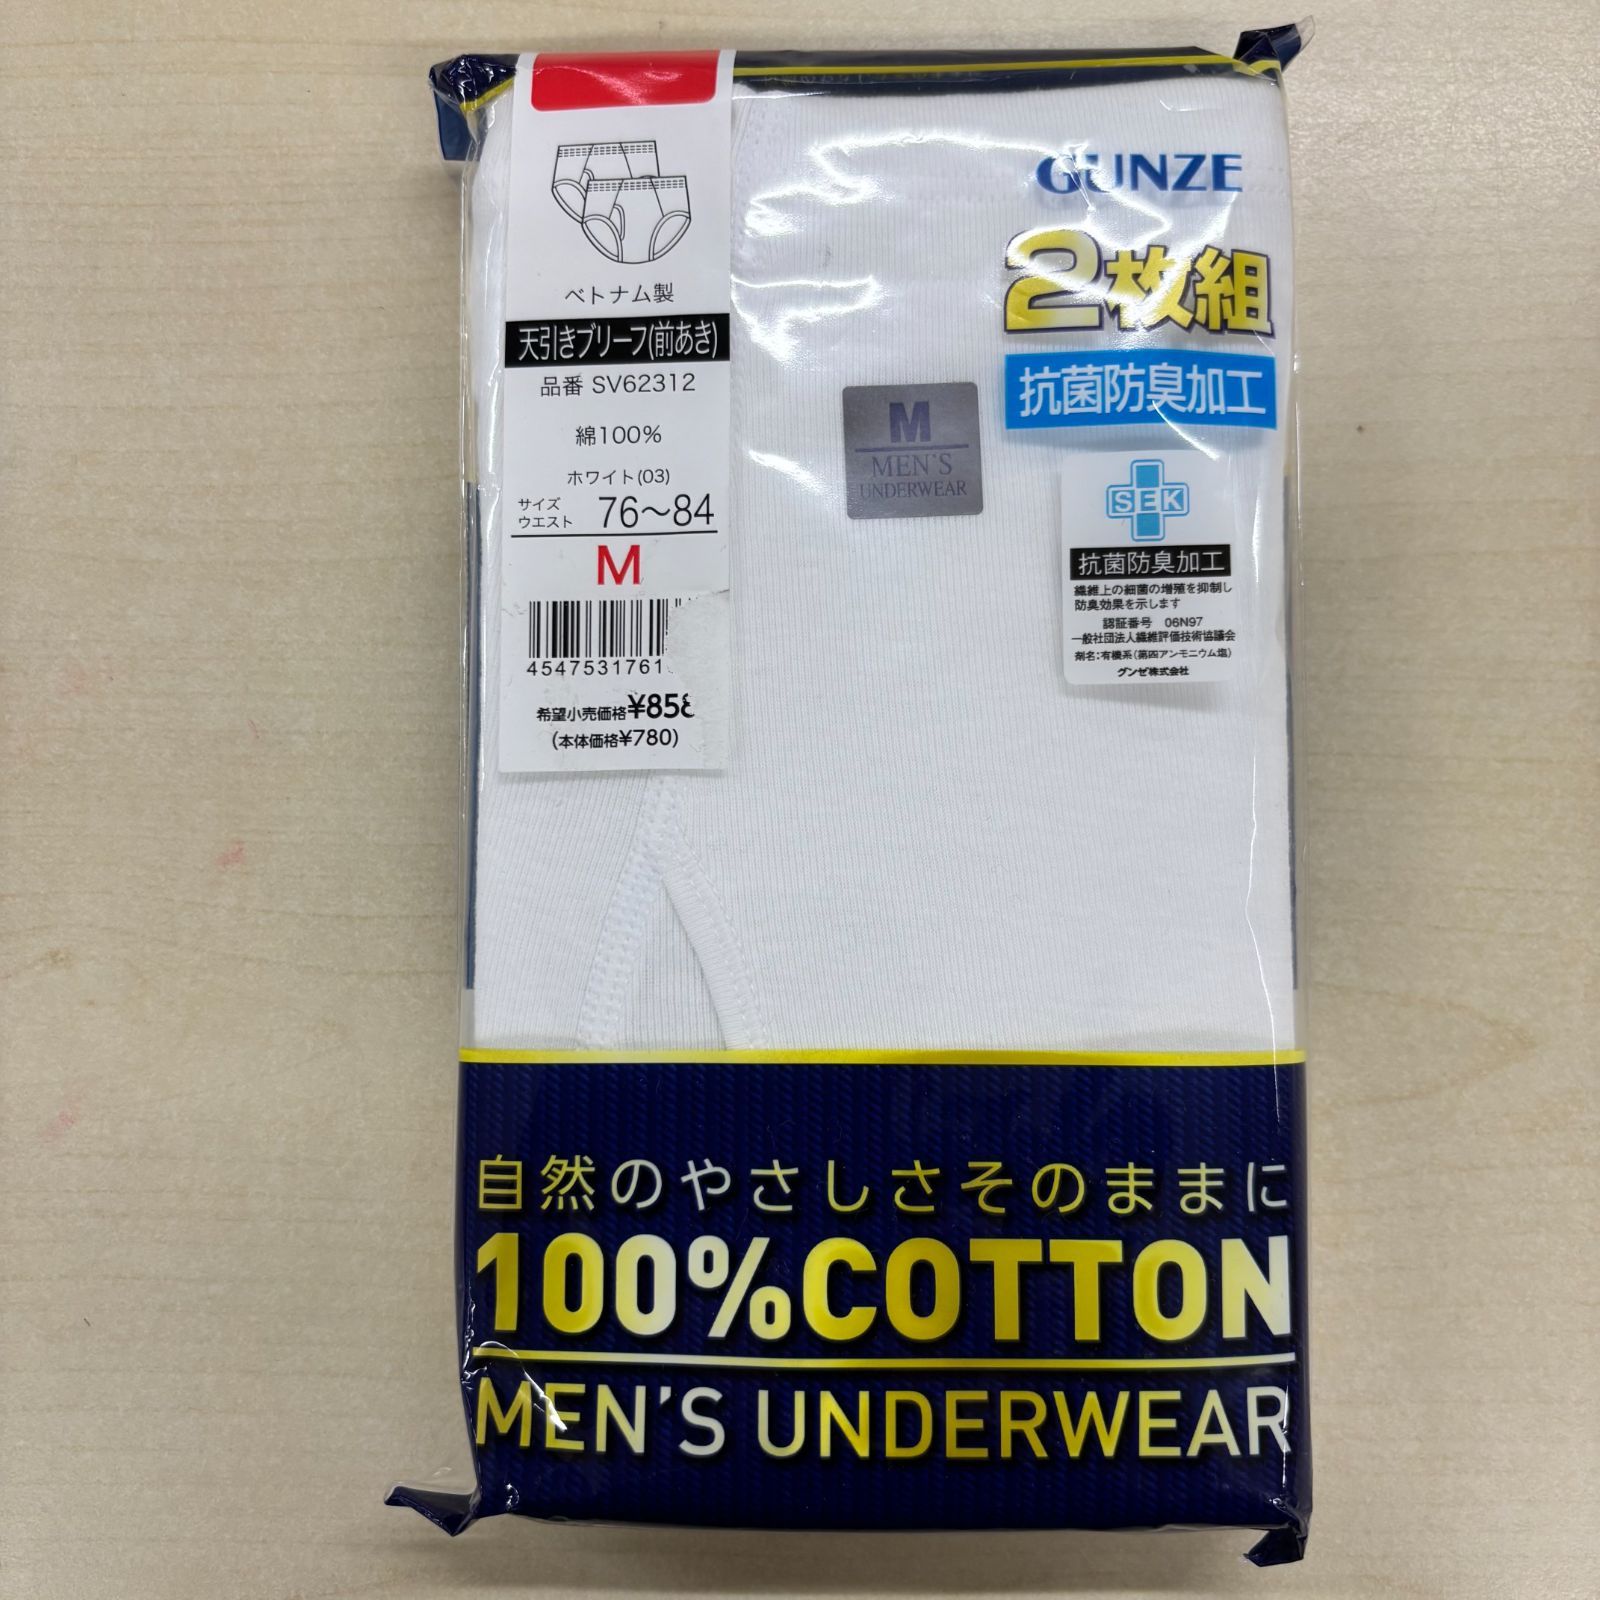 GUNZE
2枚組
抗菌防臭加工
SEK
抗菌防臭加工
繊維上の細菌の増殖を抑制し
防臭効果を示します
認証番号 06N97
一般社団法人繊維評価技術協議会
剤名:有機系(第四アンモニウム塩)
グンゼ株式会社
M
MEN'S
UNDERWEAR
ベトナム製
天引きブリーフ(前あき)
品番 SV62312
綿100%
ホワイト(03)
サイズ
ウエスト 76〜84
M
4547531761
希望小売価格¥858
(本体価格¥780)
自然のやさしさそのままに
100%COTTON
MEN'S UNDERWEAR